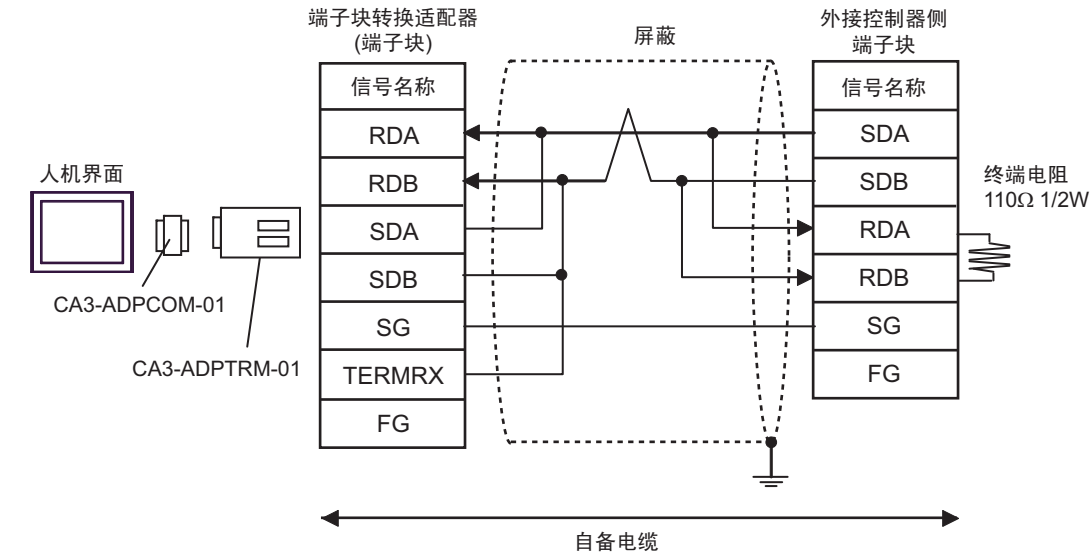 端子块转换适配器
(端子块)
屏蔽
外接控制器侧
端子块
信号名称
信号名称
RDA
SDA
人机界面
RDB
SDB
终端电阻
110Ω 1/2W
SDA
RDA
SDB
RDB
CA3-ADPCOM-01
SG
SG
CA3-ADPTRM-01
TERMRX
FG
FG
自备电缆